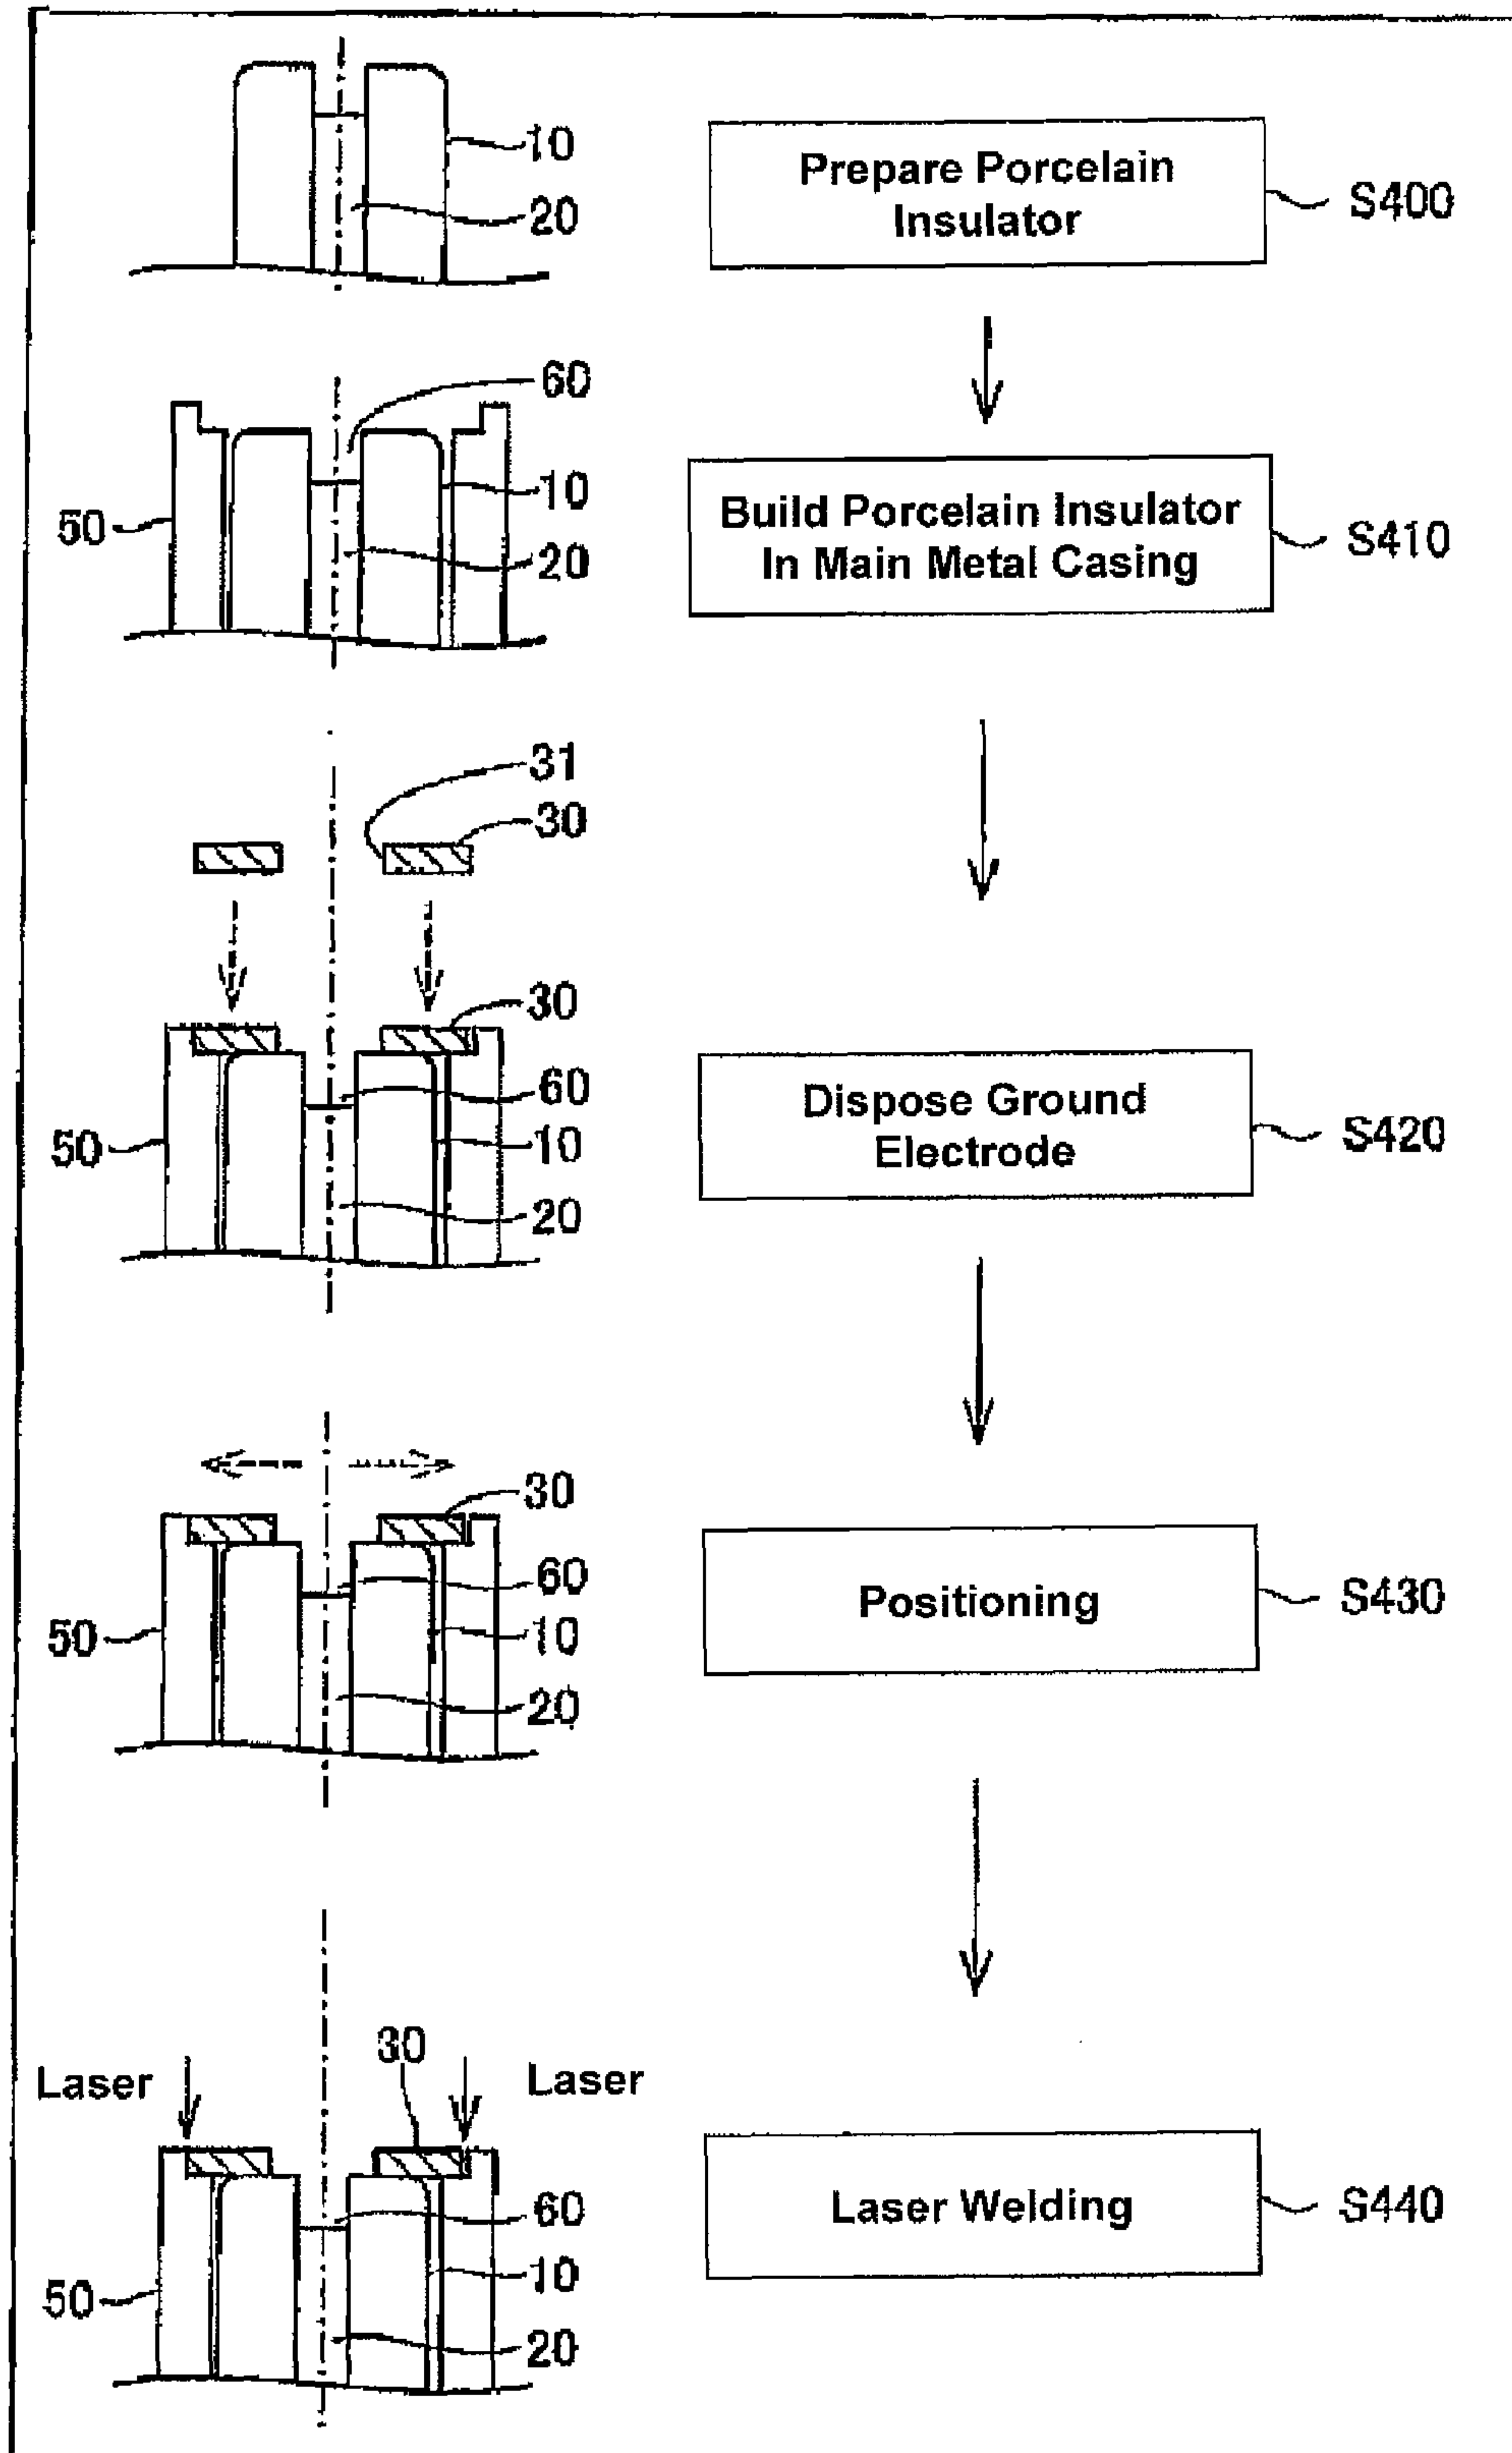 10
20
Prepare Porcelain
Insulator
S400
60
10
50
20
Build Porcelain Insulator
In Main Metal Casing
S410
31
30
30
60
10
50
20
Dispose Ground
Electrode
S420
30
60
10
50
20
Positioning
S430
Laser
30
Laser
60
10
50
20
Laser Welding
S440